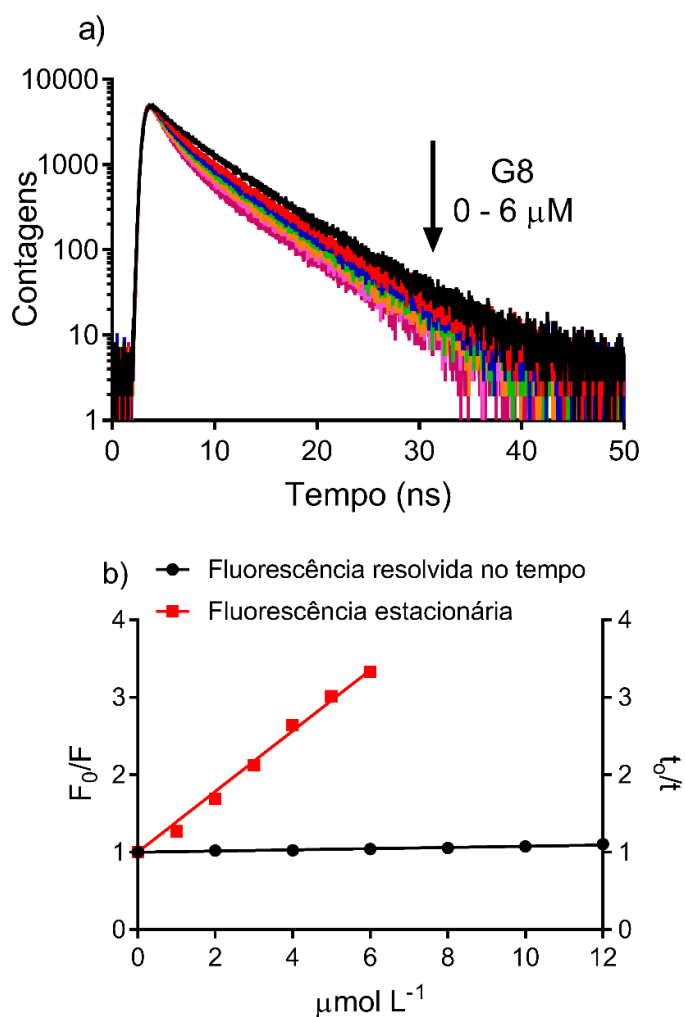 a)
10000
1000
100
10
1
Contagens
G8
0 - 6 μM
0
10
20
30
40
50
Tempo (ns)
b)
Fluorescência resolvida no tempo
Fluorescência estacionária
4
3
2
1
0
F₀/F
4
3
2
1
0
t₀/t
0
2
4
6
8
10
12
μmol L⁻¹